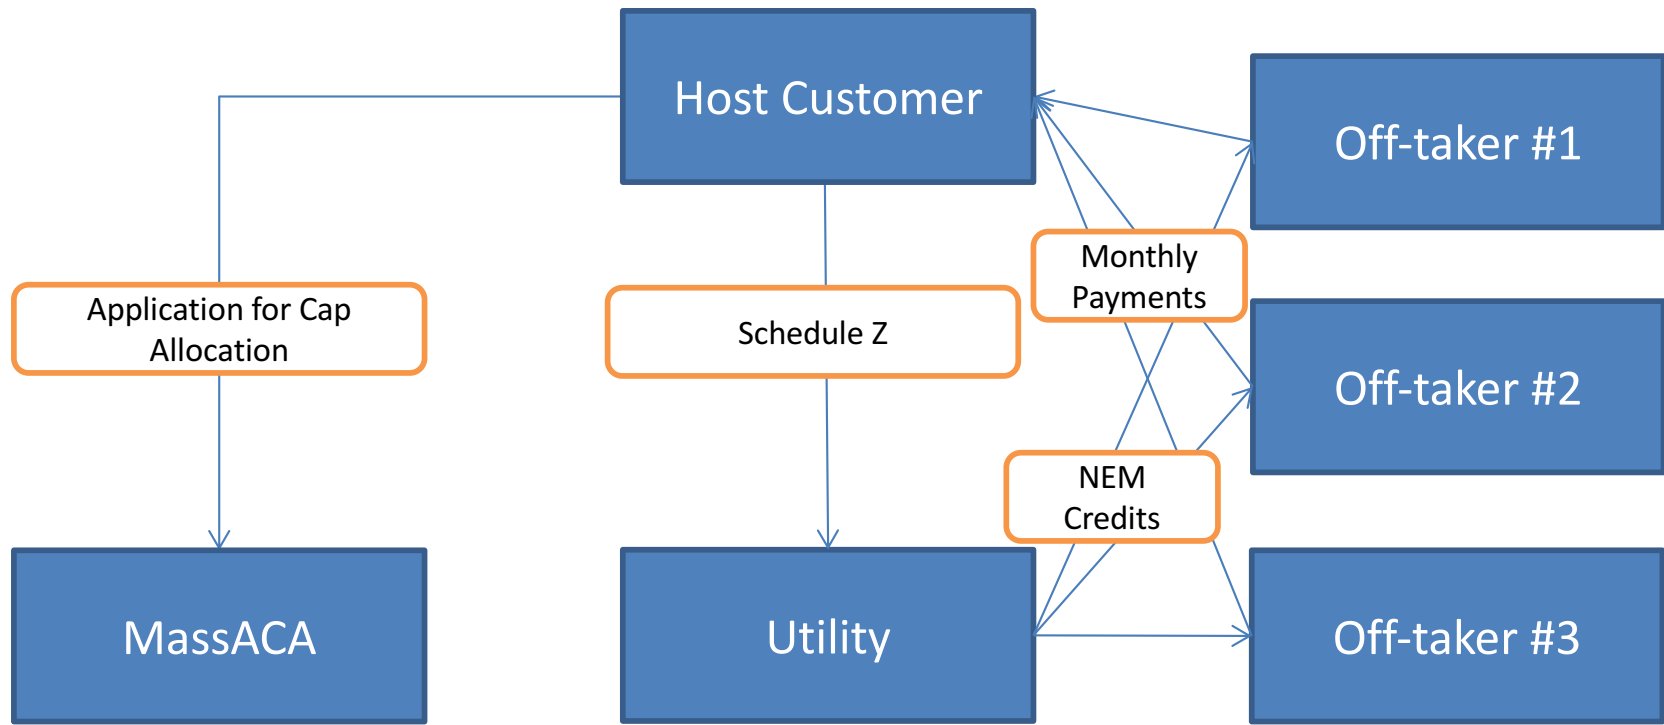 Host Customer
Off-taker #1
Monthly
Payments
Application for Cap
Allocation
Schedule Z
Off-taker #2
NEM
Credits
MassACA
Utility
Off-taker #3